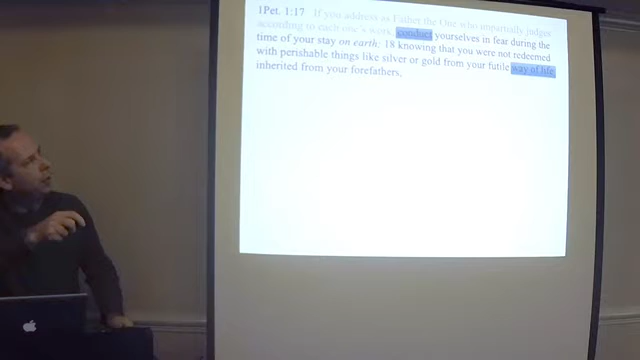 1Pet. 1:17 If you address as Father the One who impartially judges
according to each one's work, conduct yourselves in fear during the
time of your stay on earth; 18 knowing that you were not redeemed
with perishable things like silver or gold from your futile way of life
inherited from your forefathers,